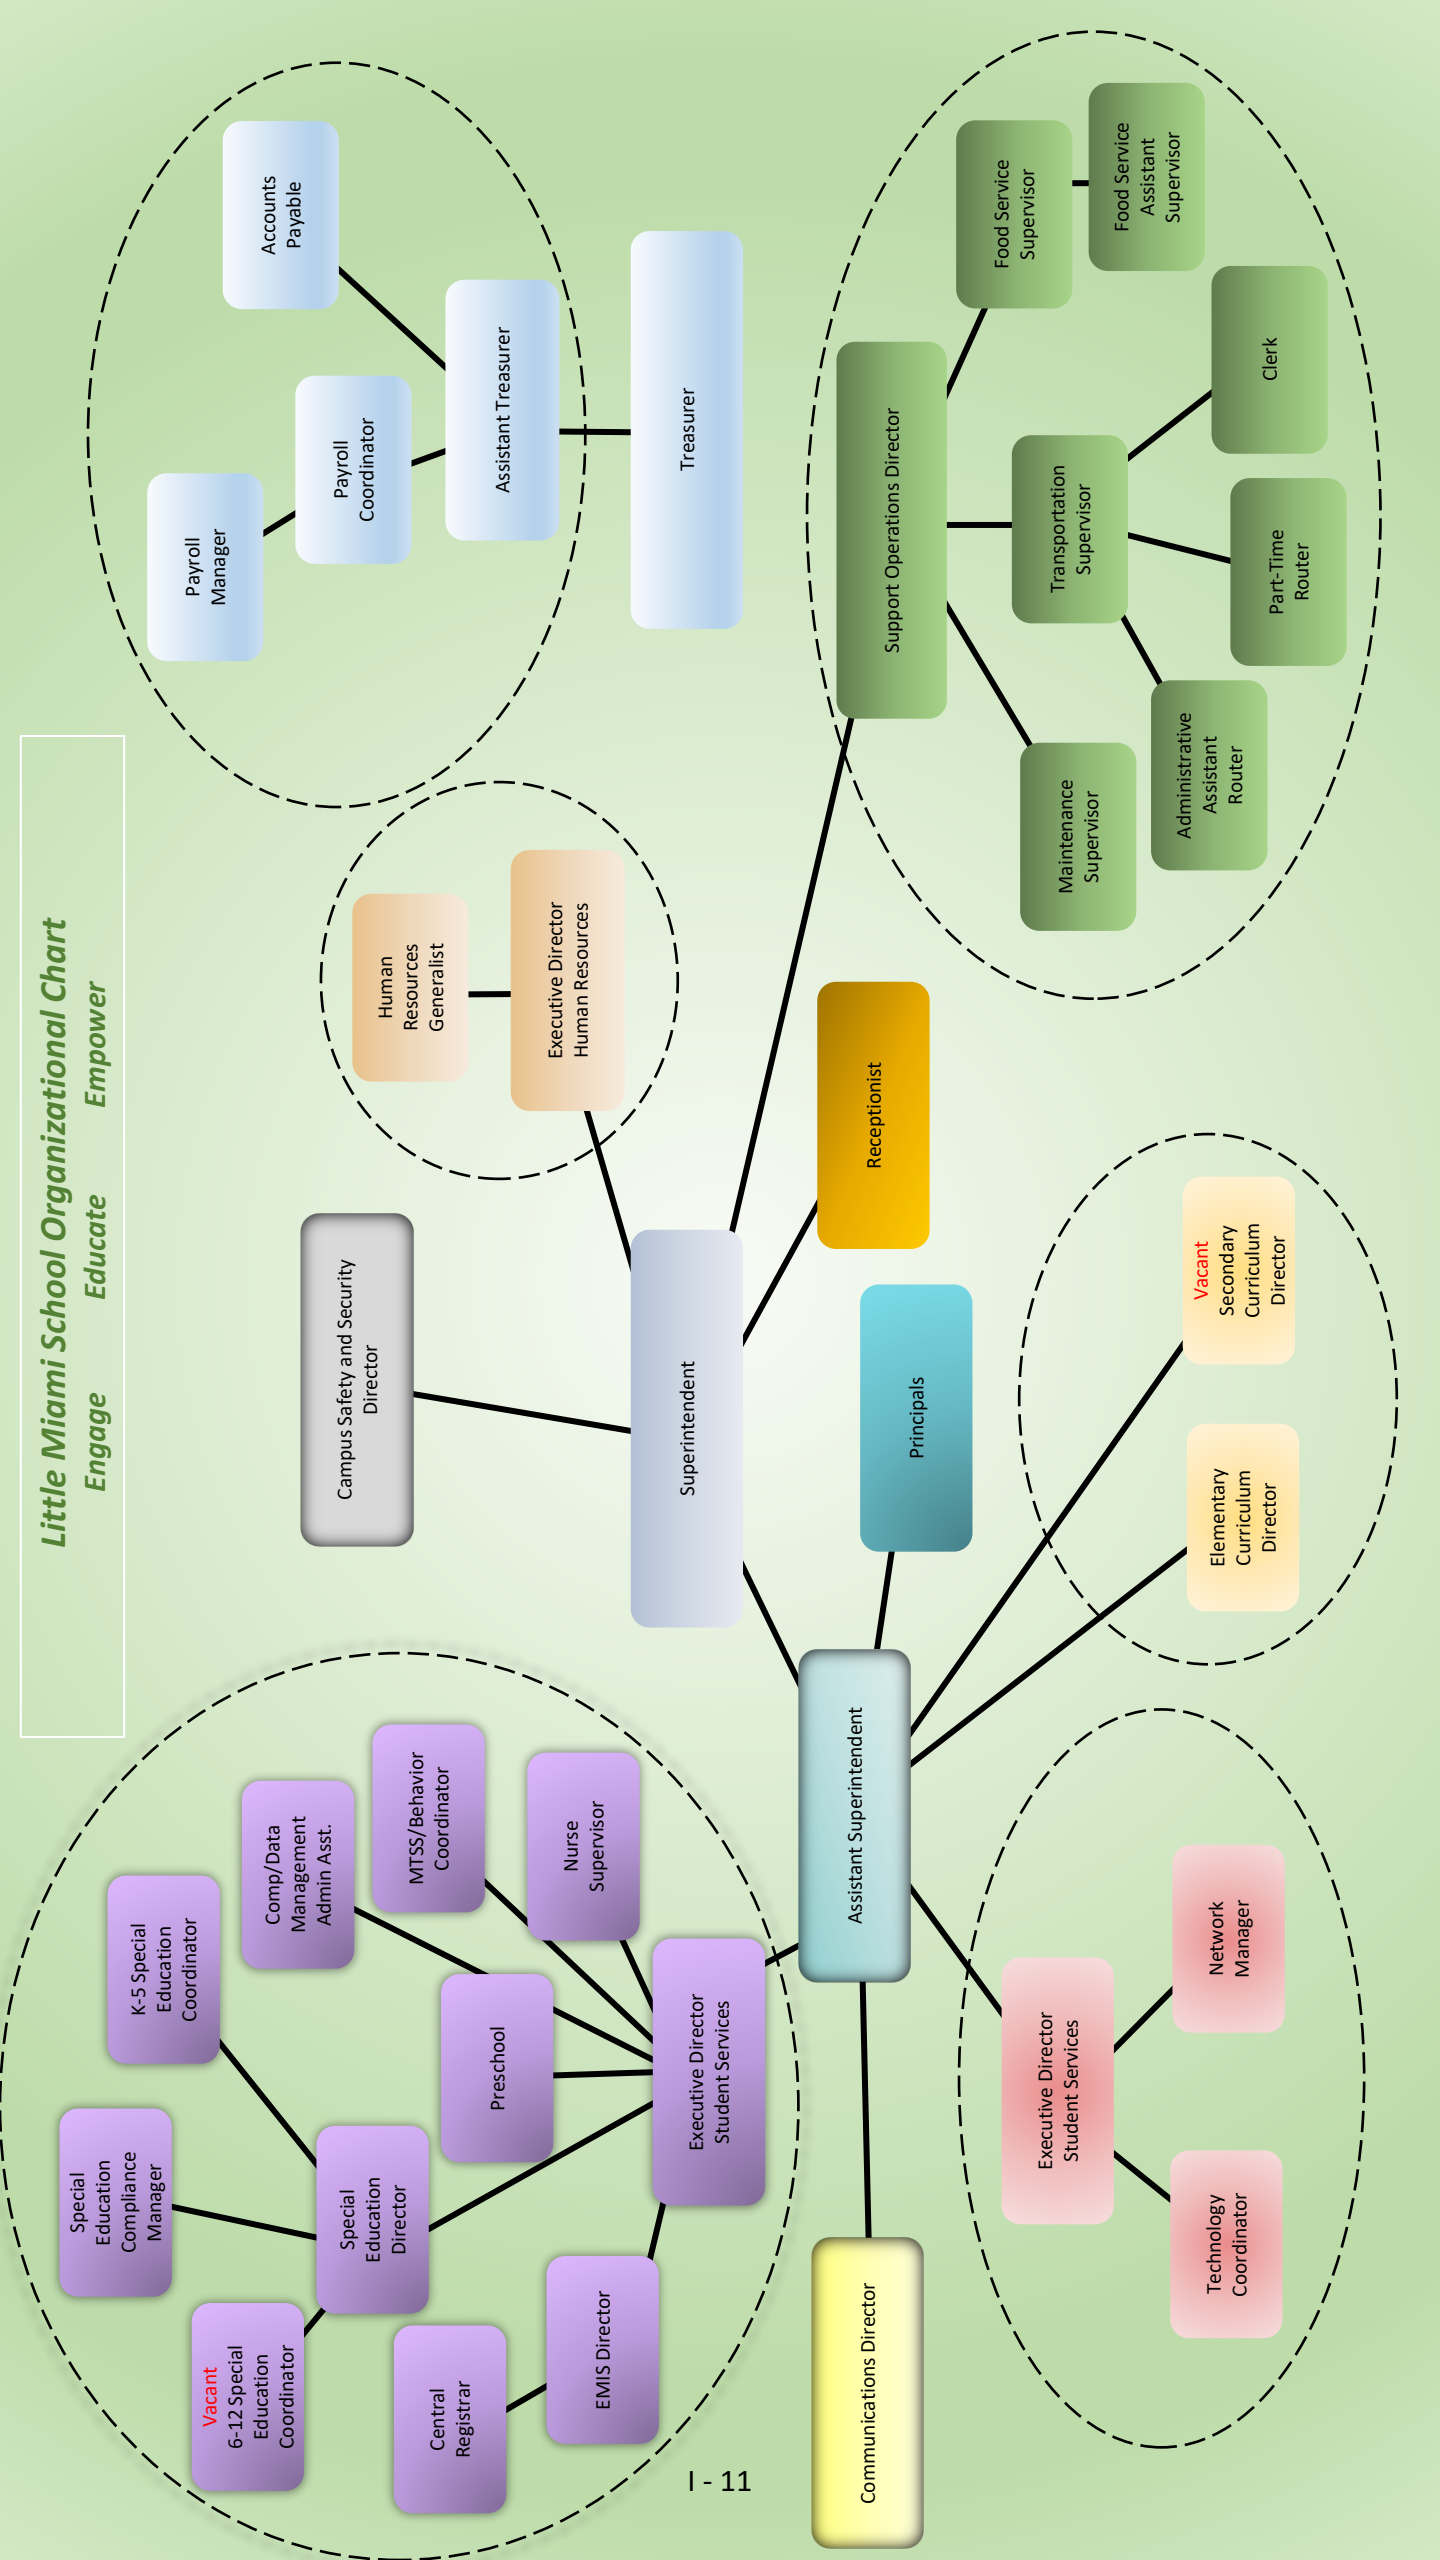 Little Miami School Organizational Chart
Engage Educate Empower
Special
Education
Compliance
Manager
K-5 Special
Education
Coordinator
Vacant
6-12 Special
Education
Coordinator
Comp/Data
Management
Admin Asst.
Special
Education
Director
MTSS/Behavior
Coordinator
Central
Registrar
Preschool
Nurse
Supervisor
EMIS Director
Executive Director
Student Services
Campus Safety and Security
Director
Human
Resources
Generalist
Executive Director
Human Resources
Payroll
Manager
Accounts
Payable
Payroll
Coordinator
Assistant Treasurer
Superintendent
Treasurer
Communications Director
Assistant Superintendent
Principals
Receptionist
Support Operations Director
Executive Director
Student Services
Technology
Coordinator
Network
Manager
Elementary
Curriculum
Director
Vacant
Secondary
Curriculum
Director
Maintenance
Supervisor
Transportation
Supervisor
Food Service
Supervisor
Food Service
Assistant
Supervisor
Administrative
Assistant
Router
Part-Time
Router
Clerk
I - 11